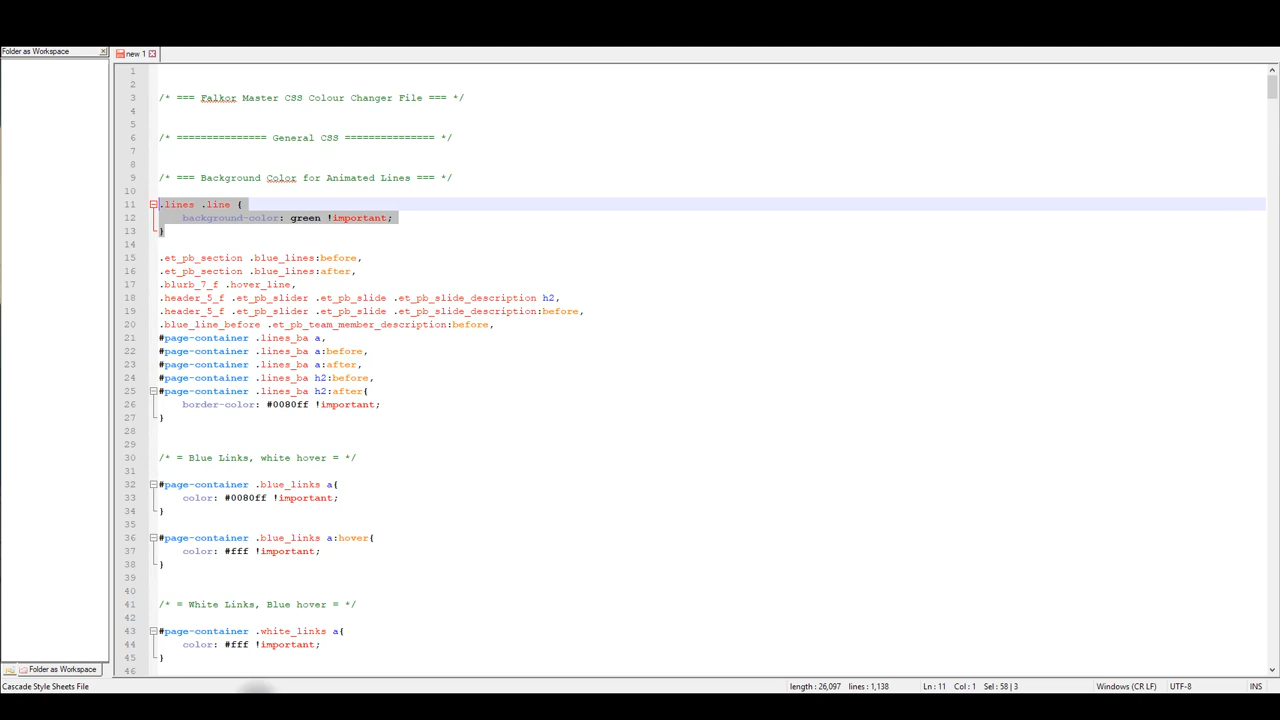 Folder as Workspace
new 1
1
2
3 /* === Falkor Master CSS Colour Changer File === */
4
5
6 /* =============== General CSS =============== */
7
8
9 /* === Background Color for Animated Lines === */
10
11 .lines .line {
12 background-color: green !important;
13 }
14
15 .et_pb_section .blue_lines:before,
16 .et_pb_section .blue_lines:after,
17 .blurb_7_f .hover_line,
18 .header_5_f .et_pb_slider .et_pb_slide .et_pb_slide_description h2,
19 .header_5_f .et_pb_slider .et_pb_slide .et_pb_slide_description:before,
20 .blue_line_before .et_pb_team_member_description:before,
21 #page-container .lines_ba a,
22 #page-container .lines_ba a:before,
23 #page-container .lines_ba a:after,
24 #page-container .lines_ba h2:before,
25 #page-container .lines_ba h2:after{
26 border-color: #0080ff !important;
27 }
28
29
30 /* = Blue Links, white hover = */
31
32 #page-container .blue_links a{
33 color: #0080ff !important;
34 }
35
36 #page-container .blue_links a:hover{
37 color: #fff !important;
38 }
39
40
41 /* = White Links, Blue hover = */
42
43 #page-container .white_links a{
44 color: #fff !important;
45 }
46
Folder as Workspace
Cascade Style Sheets File length : 26,097 lines : 1,138 Ln : 11 Col : 1 Sel : 58 | 3 Windows (CR LF) UTF-8 INS